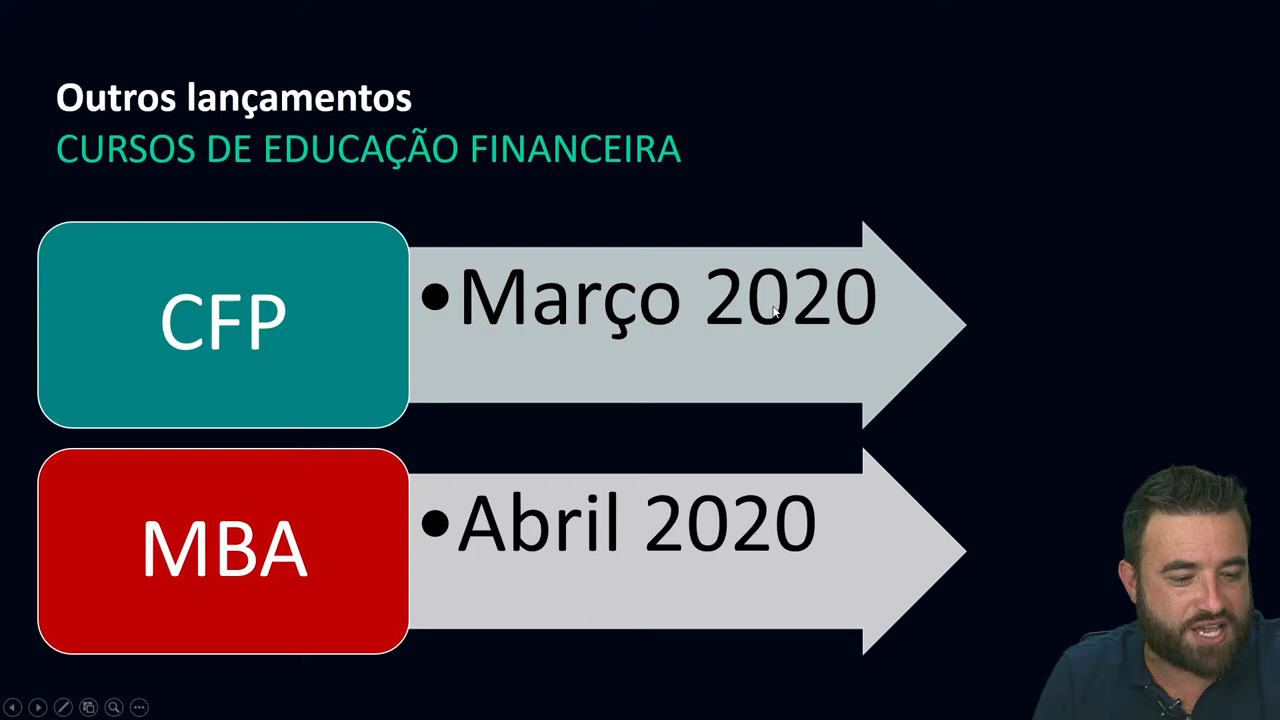 Outros lançamentos
CURSOS DE EDUCAÇÃO FINANCEIRA
CFP
•Março 2020
MBA
•Abril 2020